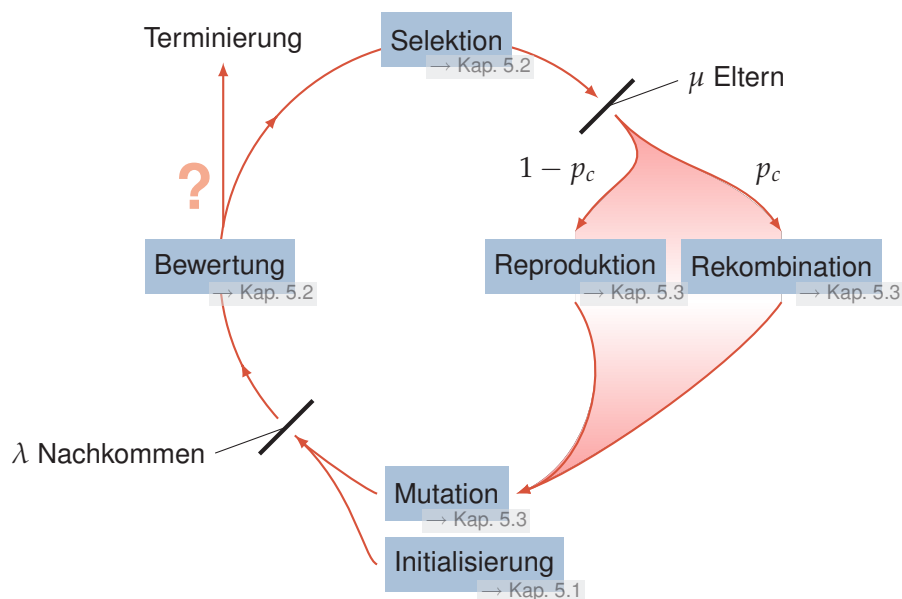 Terminierung
Selektion
→ Kap. 5.2
μ Eltern
1 − p_c
p_c
?
Bewertung
→ Kap. 5.2
Reproduktion
→ Kap. 5.3
Rekombination
→ Kap. 5.3
λ Nachkommen
Mutation
→ Kap. 5.3
Initialisierung
→ Kap. 5.1